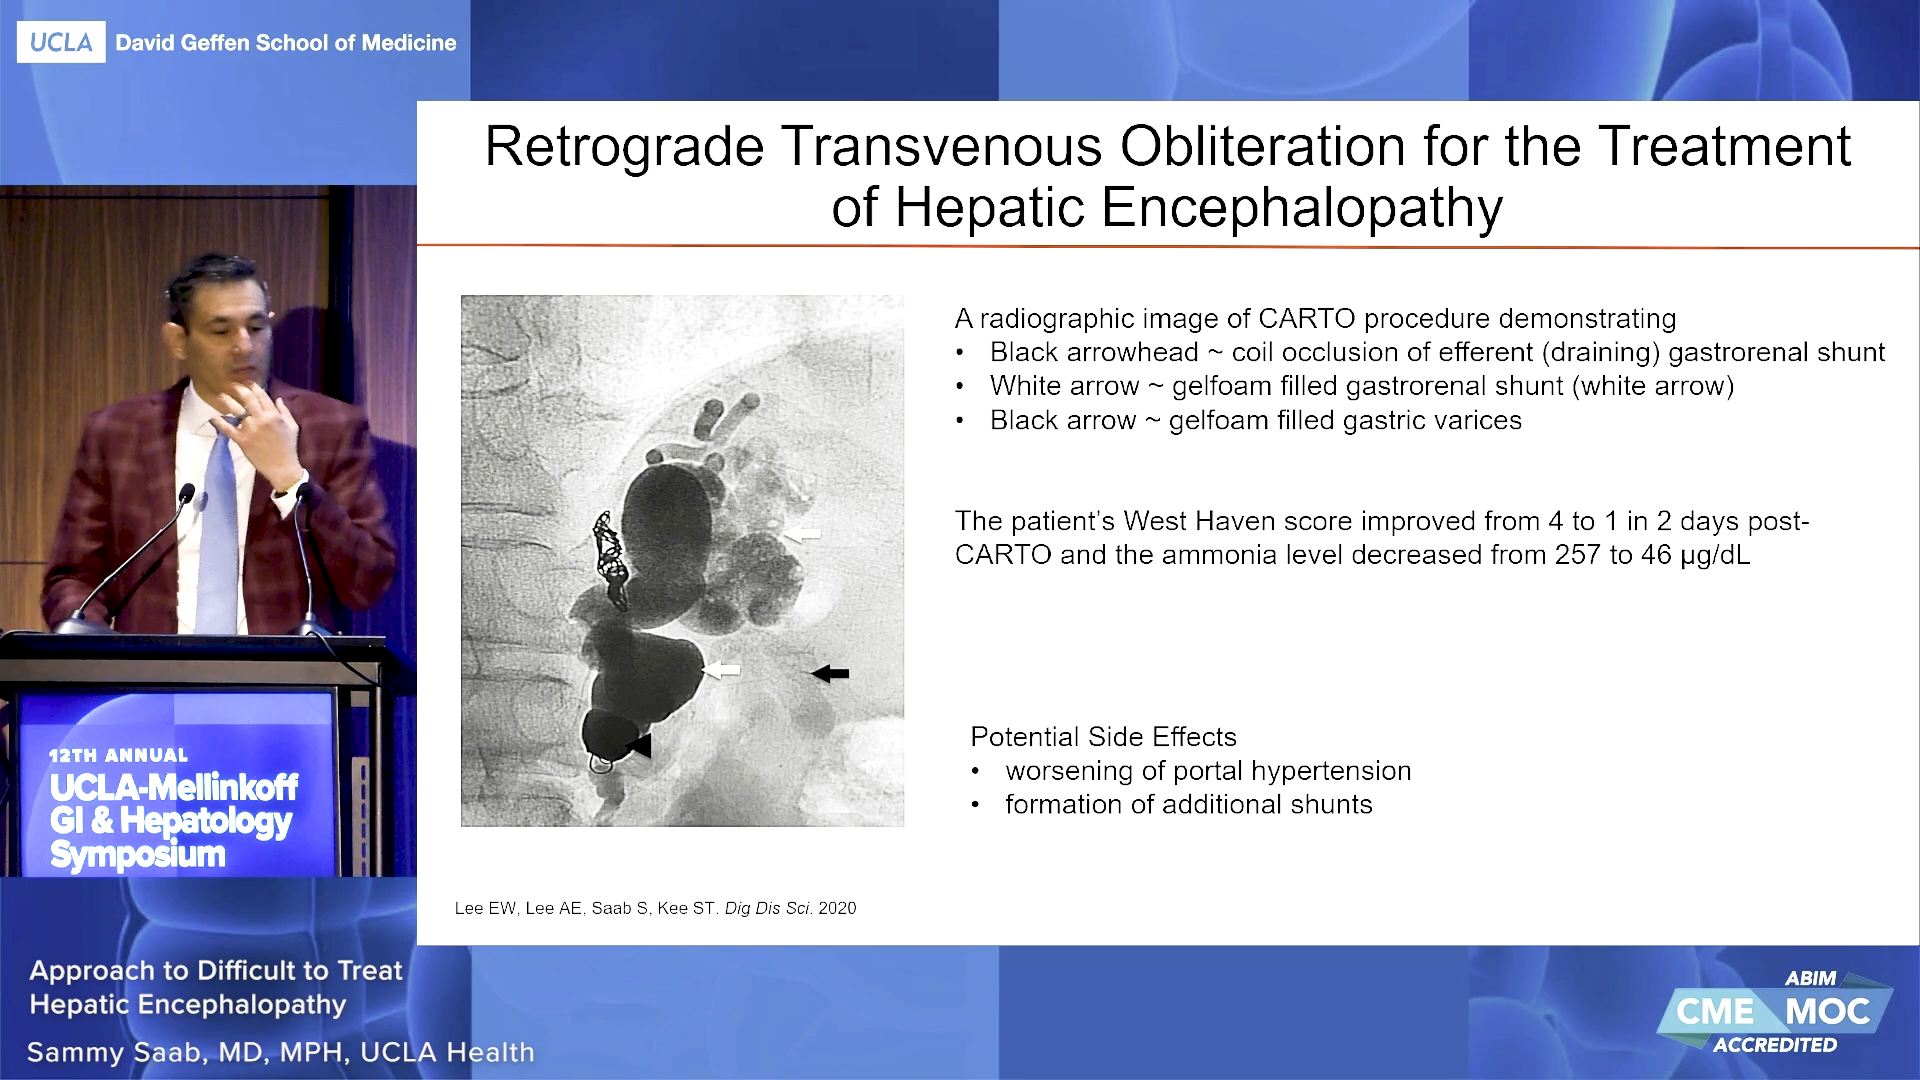 UCLA David Geffen School of Medicine
Retrograde Transvenous Obliteration for the Treatment
of Hepatic Encephalopathy
A radiographic image of CARTO procedure demonstrating
• Black arrowhead ~ coil occlusion of efferent (draining) gastrorenal shunt
• White arrow ~ gelfoam filled gastrorenal shunt (white arrow)
• Black arrow ~ gelfoam filled gastric varices
The patient's West Haven score improved from 4 to 1 in 2 days post-
CARTO and the ammonia level decreased from 257 to 46 µg/dL
Potential Side Effects
• worsening of portal hypertension
• formation of additional shunts
Lee EW, Lee AE, Saab S, Kee ST. Dig Dis Sci. 2020
12TH ANNUAL
UCLA-Mellinkoff
GI & Hepatology
Symposium
Approach to Difficult to Treat
Hepatic Encephalopathy
Sammy Saab, MD, MPH, UCLA Health
ABIM
CME MOC
ACCREDITED